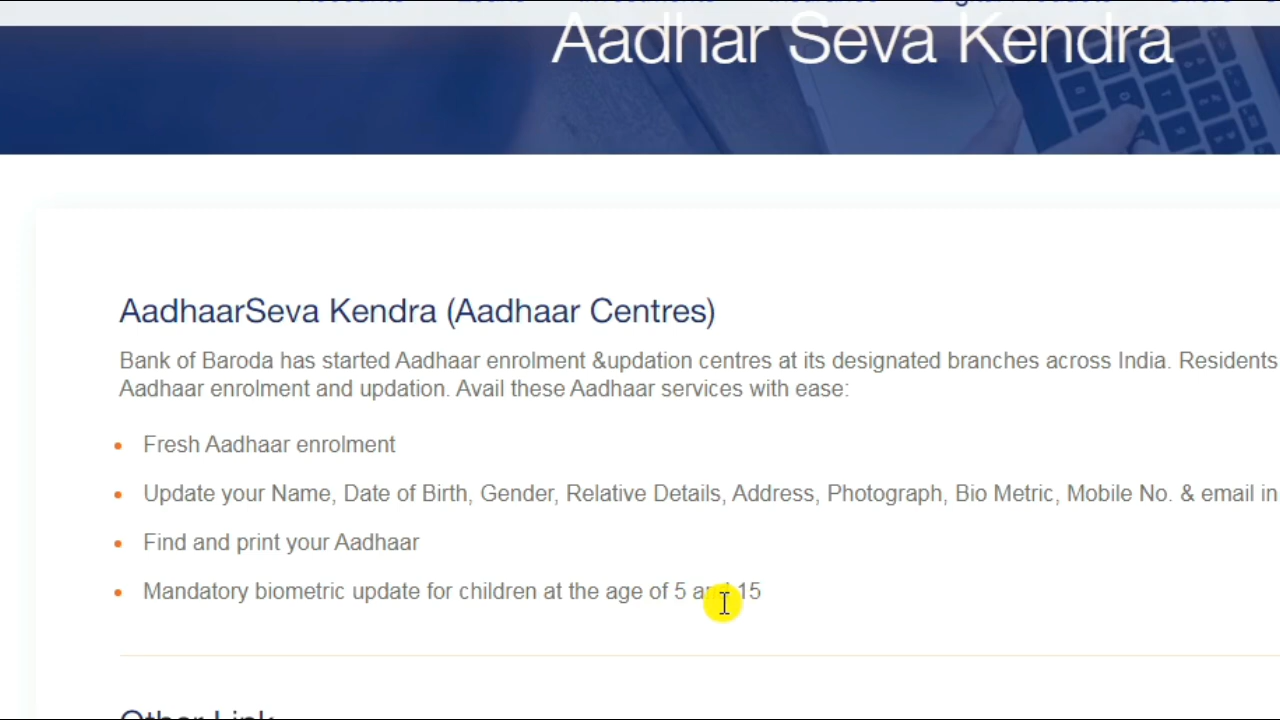 Aadhar Seva Kendra
AadhaarSeva Kendra (Aadhaar Centres)
Bank of Baroda has started Aadhaar enrolment &updation centres at its designated branches across India. Residents
Aadhaar enrolment and updation. Avail these Aadhaar services with ease:
Fresh Aadhaar enrolment
Update your Name, Date of Birth, Gender, Relative Details, Address, Photograph, Bio Metric, Mobile No. & email in
Find and print your Aadhaar
Mandatory biometric update for children at the age of 5 and 15
Other Link